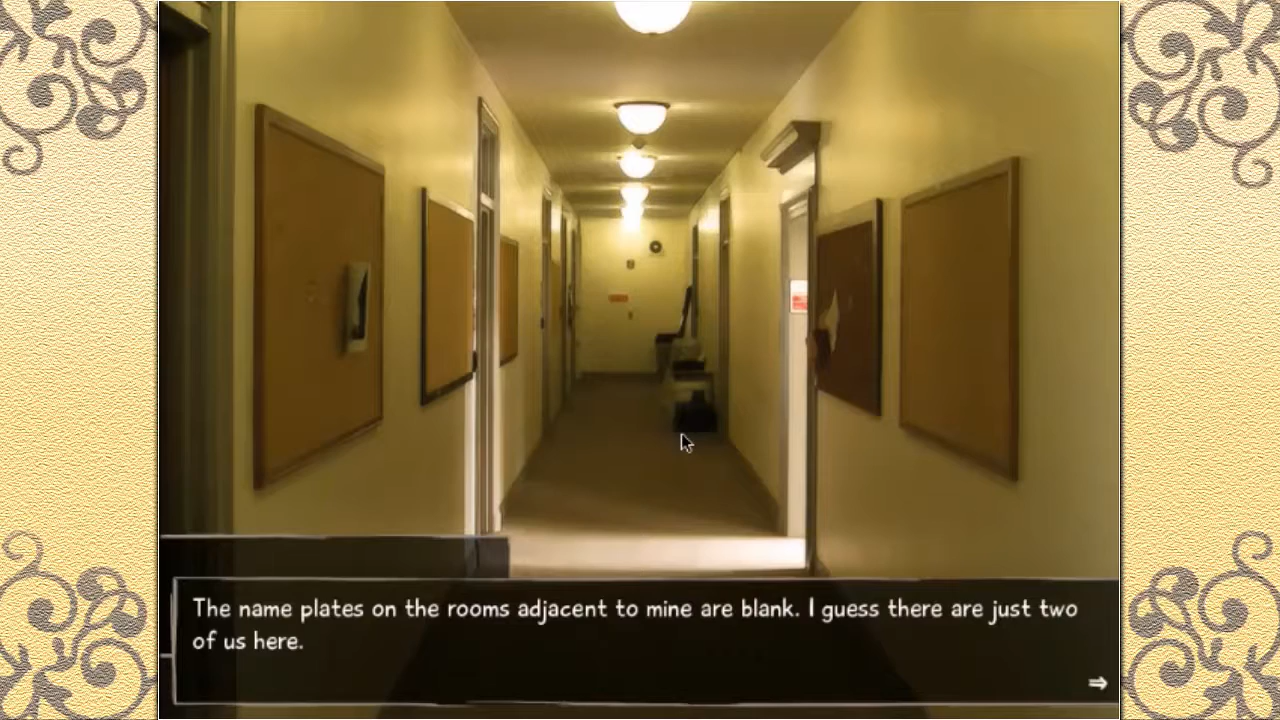 The name plates on the rooms adjacent to mine are blank. I guess there are just two
of us here.